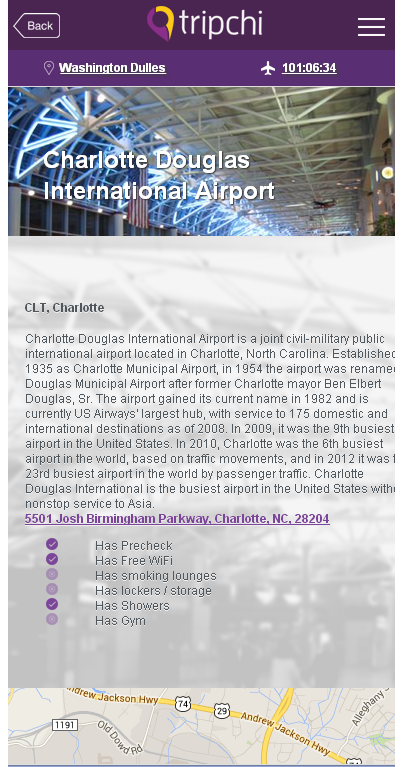 Back
tripchi
Washington Dulles
101:06:34
Charlotte Douglas
International Airport
CLT, Charlotte
Charlotte Douglas International Airport is a joint civil-military public
international airport located in Charlotte, North Carolina. Established
1935 as Charlotte Municipal Airport, in 1954 the airport was rename
Douglas Municipal Airport after former Charlotte mayor Ben Elbert
Douglas, Sr. The airport gained its current name in 1982 and is
currently US Airways' largest hub, with service to 175 domestic and
international destinations as of 2008. In 2009, it was the 9th busiest
airport in the United States. In 2010, Charlotte was the 6th busiest
airport in the world, based on traffic movements, and in 2012 it was
23rd busiest airport in the world by passenger traffic. Charlotte
Douglas International is the busiest airport in the United States with
nonstop service to Asia.
5501 Josh Birmingham Parkway, Charlotte, NC, 28204
Has Precheck
Has Free WiFi
Has smoking lounges
Has lockers / storage
Has Showers
Has Gym
Andrew Jackson Hwy
74
29
1191
Old Dowd Rd
Andrew Jackson Hwy
Alleghany